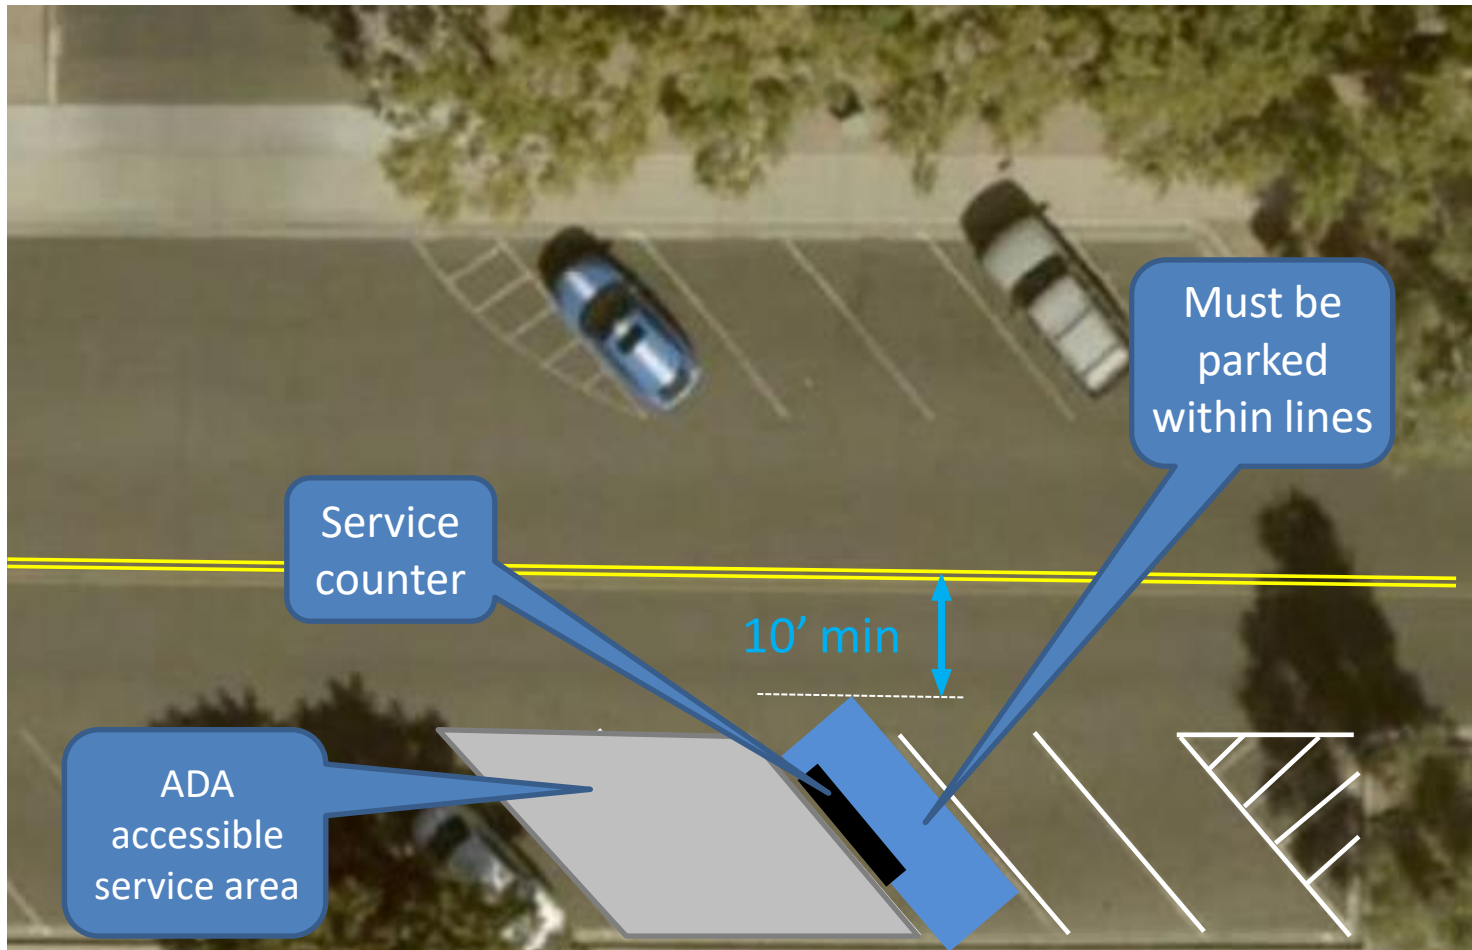 Must be
parked
within lines
Service
counter
10’ min
ADA
accessible
service area